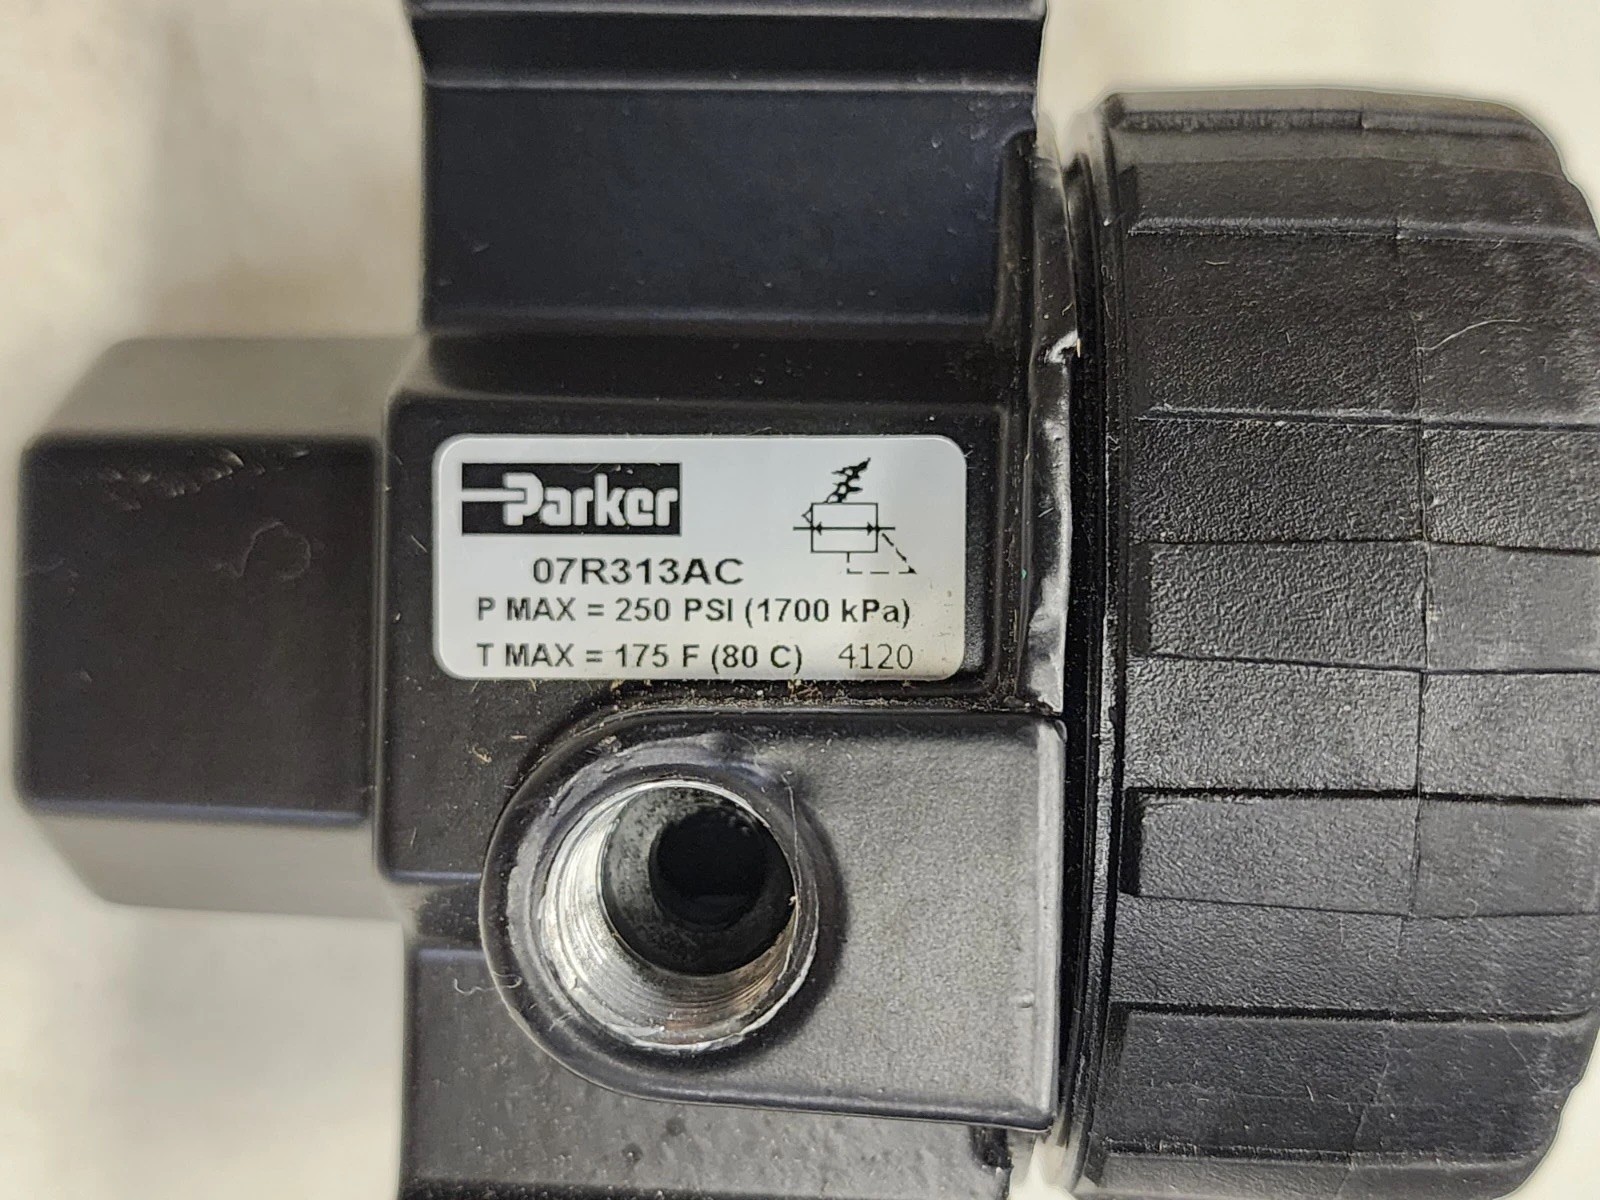 Parker
07R313AC
P MAX = 250 PSI (1700 kPa)
T MAX = 175 F (80 C) 4120